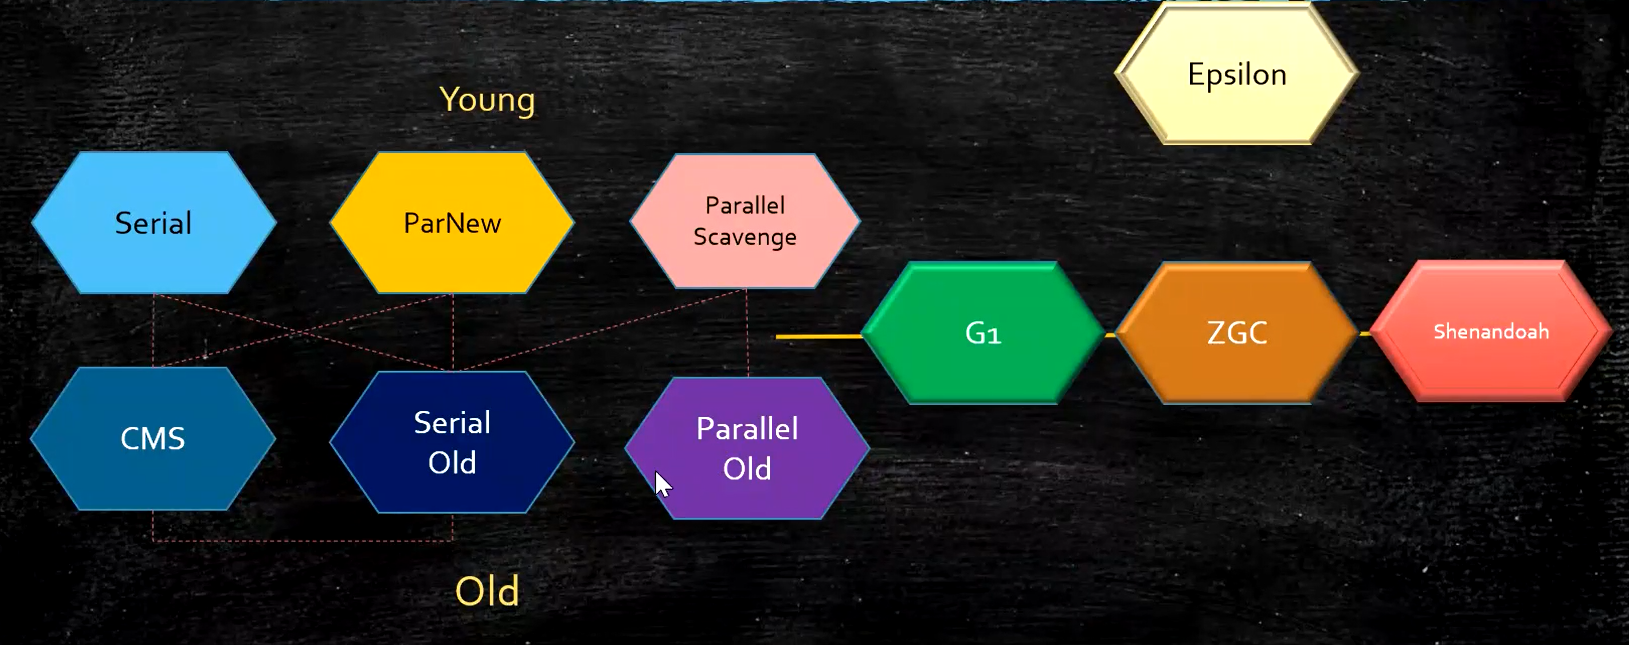 Epsilon
Young
Serial
ParNew
Parallel
Scavenge
G1
ZGC
Shenandoah
CMS
Serial
Old
Parallel
Old
Old